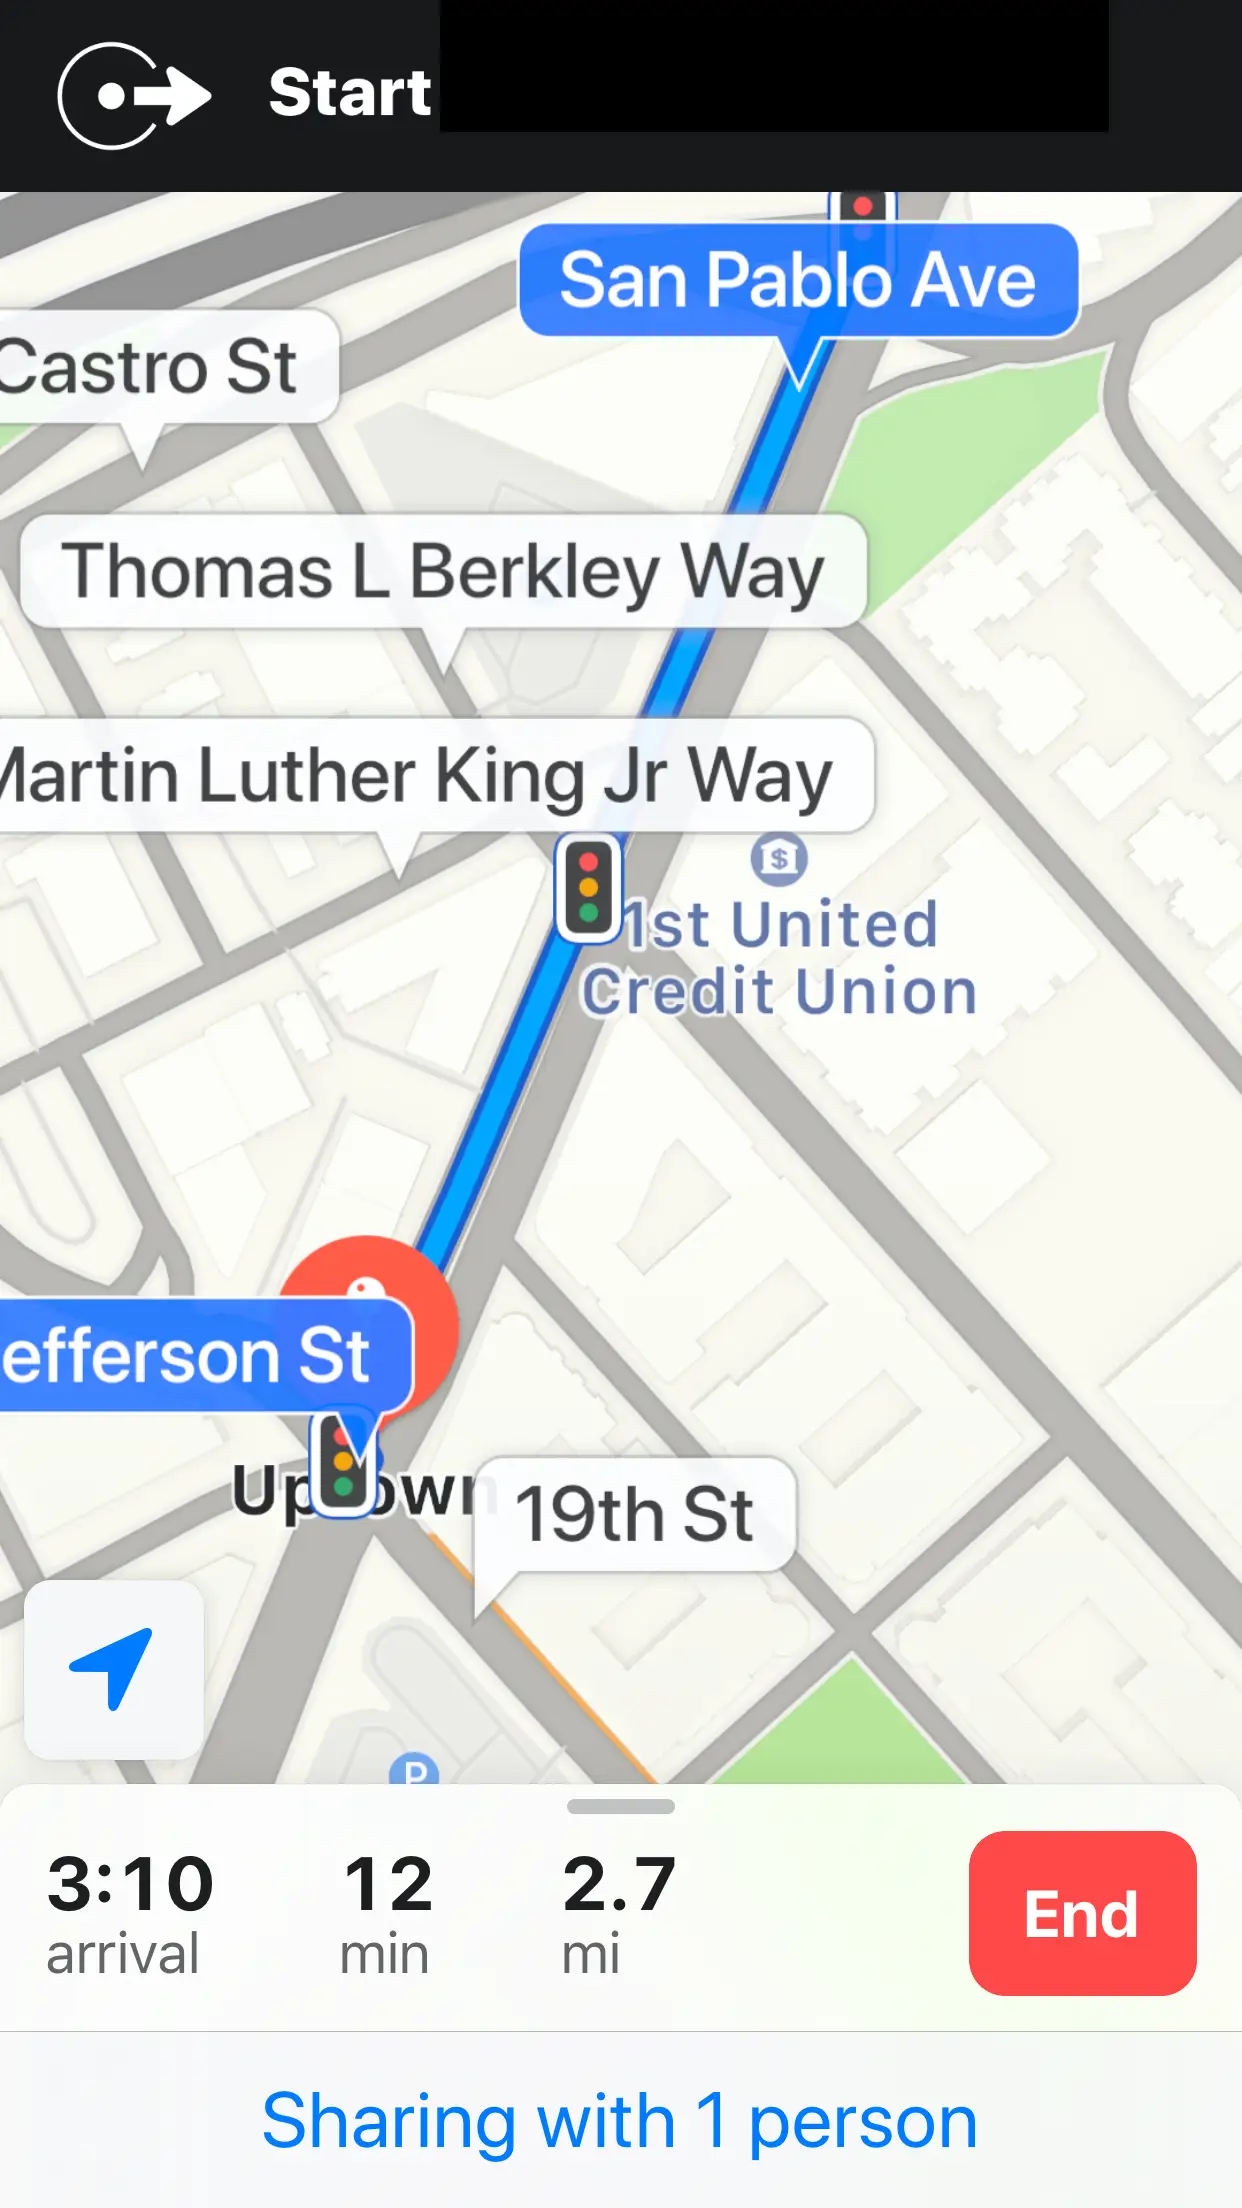 Start
San Pablo Ave
Castro St
Thomas L Berkley Way
Martin Luther King Jr Way
$
1st United
Credit Union
efferson St
19th St
P
3:10
arrival
12
min
2.7
mi
End
Sharing with 1 person